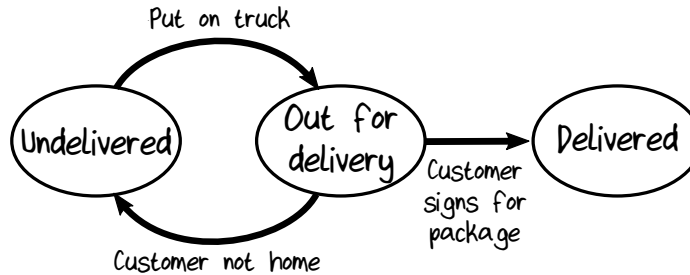 Put on truck
Undelivered
Out for
delivery
Delivered
Customer
signs for
package
Customer not home